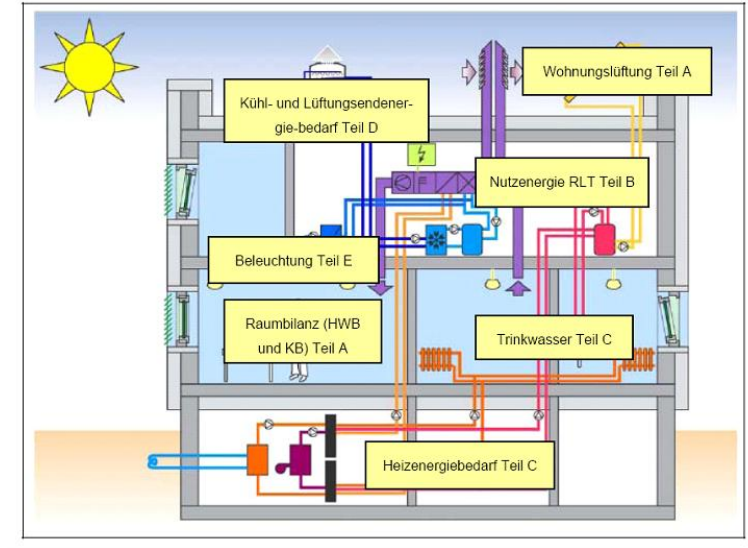 Wohnungslüftung Teil A
Kühl- und Lüftungsendener-
gie-bedarf Teil D
Nutzenergie RLT Teil B
Beleuchtung Teil E
Raumbilanz (HWB
und KB) Teil A
Trinkwasser Teil C
Heizenergiebedarf Teil C